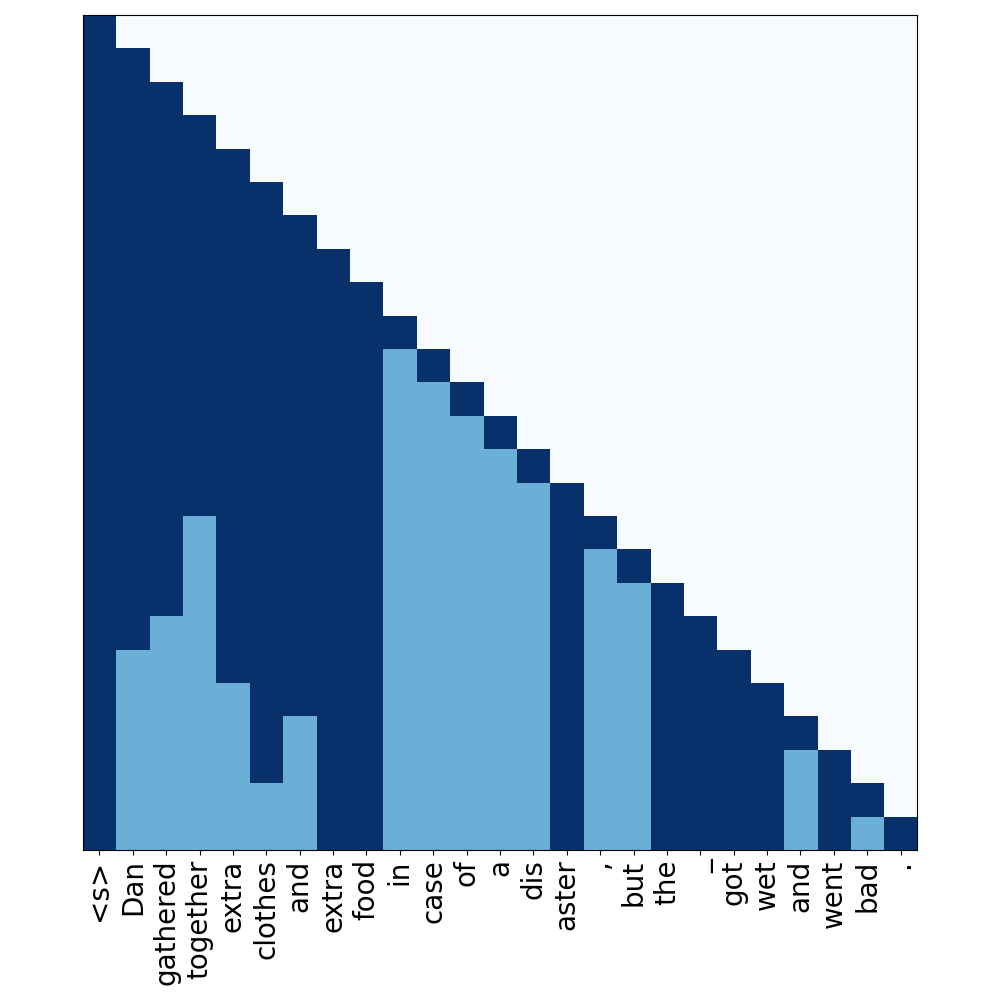 <s> Dan gathered together extra clothes and extra food in case of a dis aster , but the _ got wet and went bad .